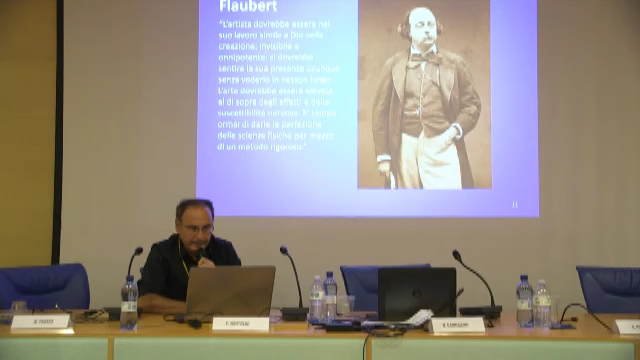 Flaubert
"L'artista dovrebbe essere nel
suo lavoro simile a Dio nella
creazione: invisibile e
onnipotente; si dovrebbe
sentire la sua presenza ovunque
senza vederlo in nessun luogo.
L'arte dovrebbe essere elevata
al di sopra degli affetti e delle
suscettibilità nervose. E' tempo
ormai di darle la perfezione
delle scienze fisiche per mezzo
di un metodo rigoroso."
11